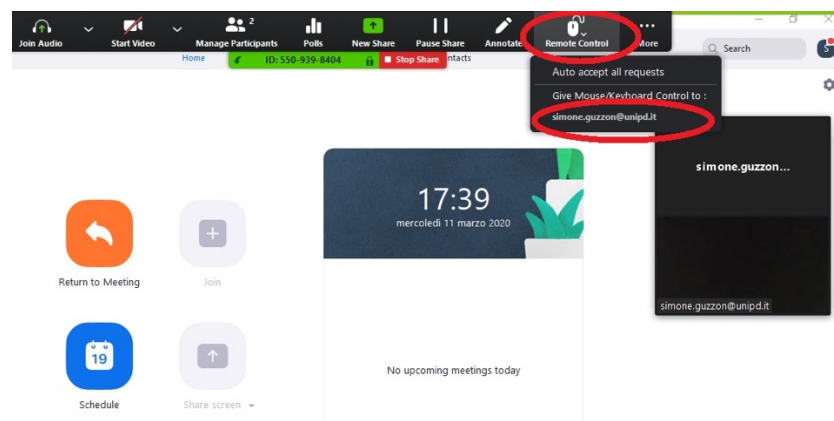 2
Join Audio Start Video Manage Participants Polls New Share Pause Share Annotate Remote Control More
Home ID: 550-939-8404 Stop Share ntacts
Search
S
Auto accept all requests
Give Mouse/Keyboard Control to :
simone.guzzon@unipd.it
simone.guzzon...
17:39
mercoledì 11 marzo 2020
Return to Meeting Join
simone.guzzon@unipd.it
19
No upcoming meetings today
Schedule Share screen